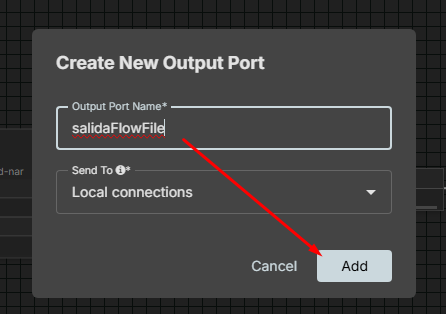 Create New Output Port
Output Port Name*
salidaFlowFile
d-nar
Send To *
Local connections
Cancel
Add